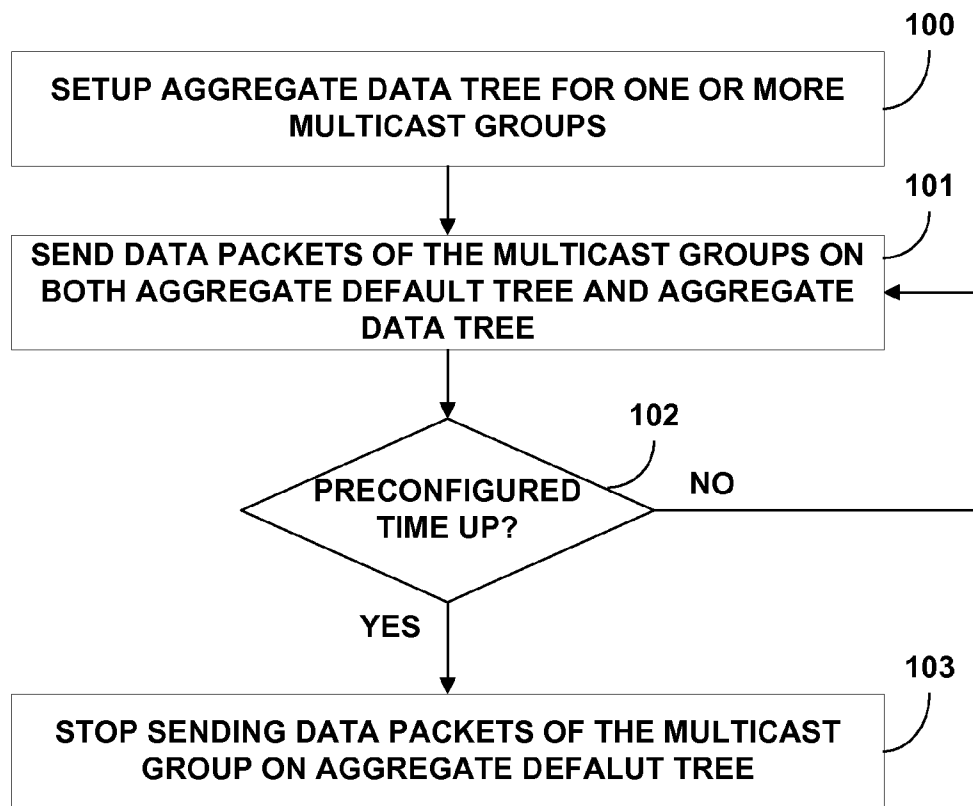 100
SETUP AGGREGATE DATA TREE FOR ONE OR MORE
MULTICAST GROUPS
101
SEND DATA PACKETS OF THE MULTICAST GROUPS ON
BOTH AGGREGATE DEFAULT TREE AND AGGREGATE
DATA TREE
102
PRECONFIGURED
TIME UP?
NO
YES
103
STOP SENDING DATA PACKETS OF THE MULTICAST
GROUP ON AGGREGATE DEFALUT TREE